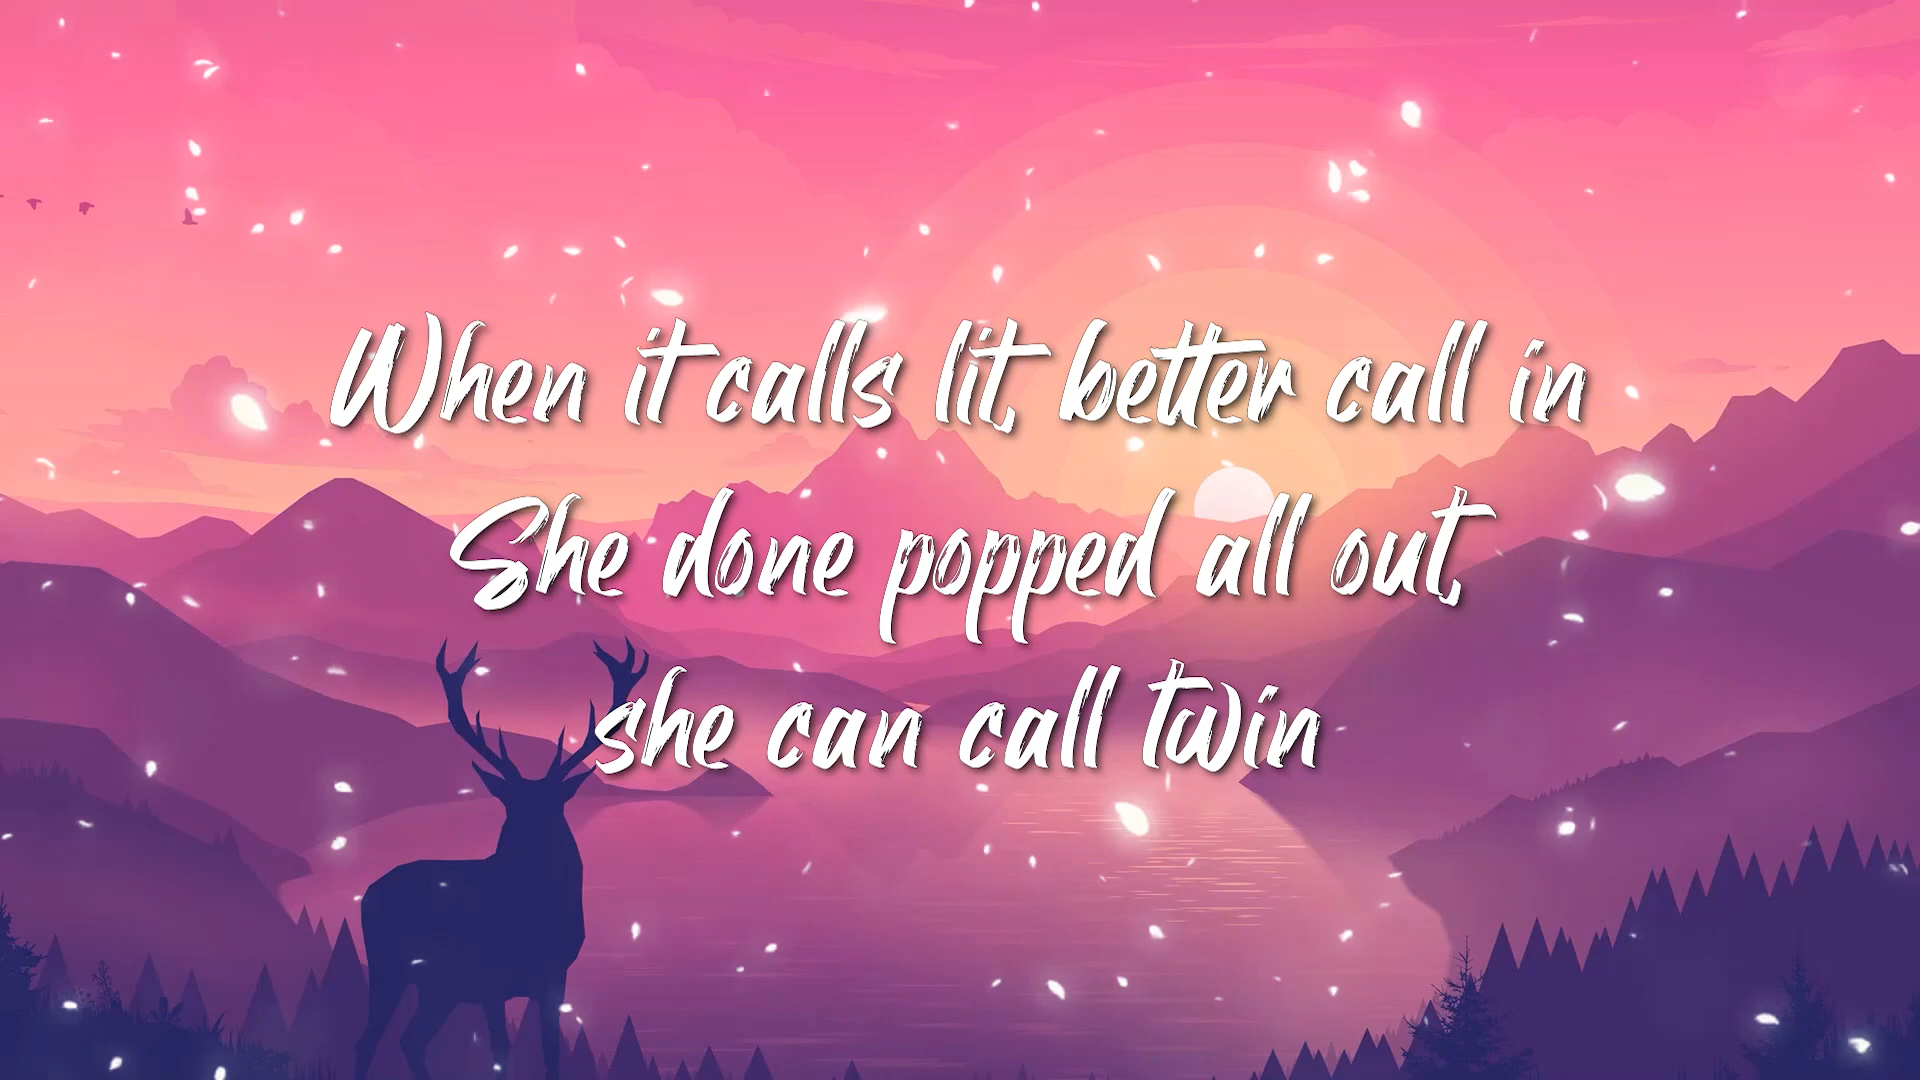 When it calls lit, better call in
She done popped all out,
she can call twin